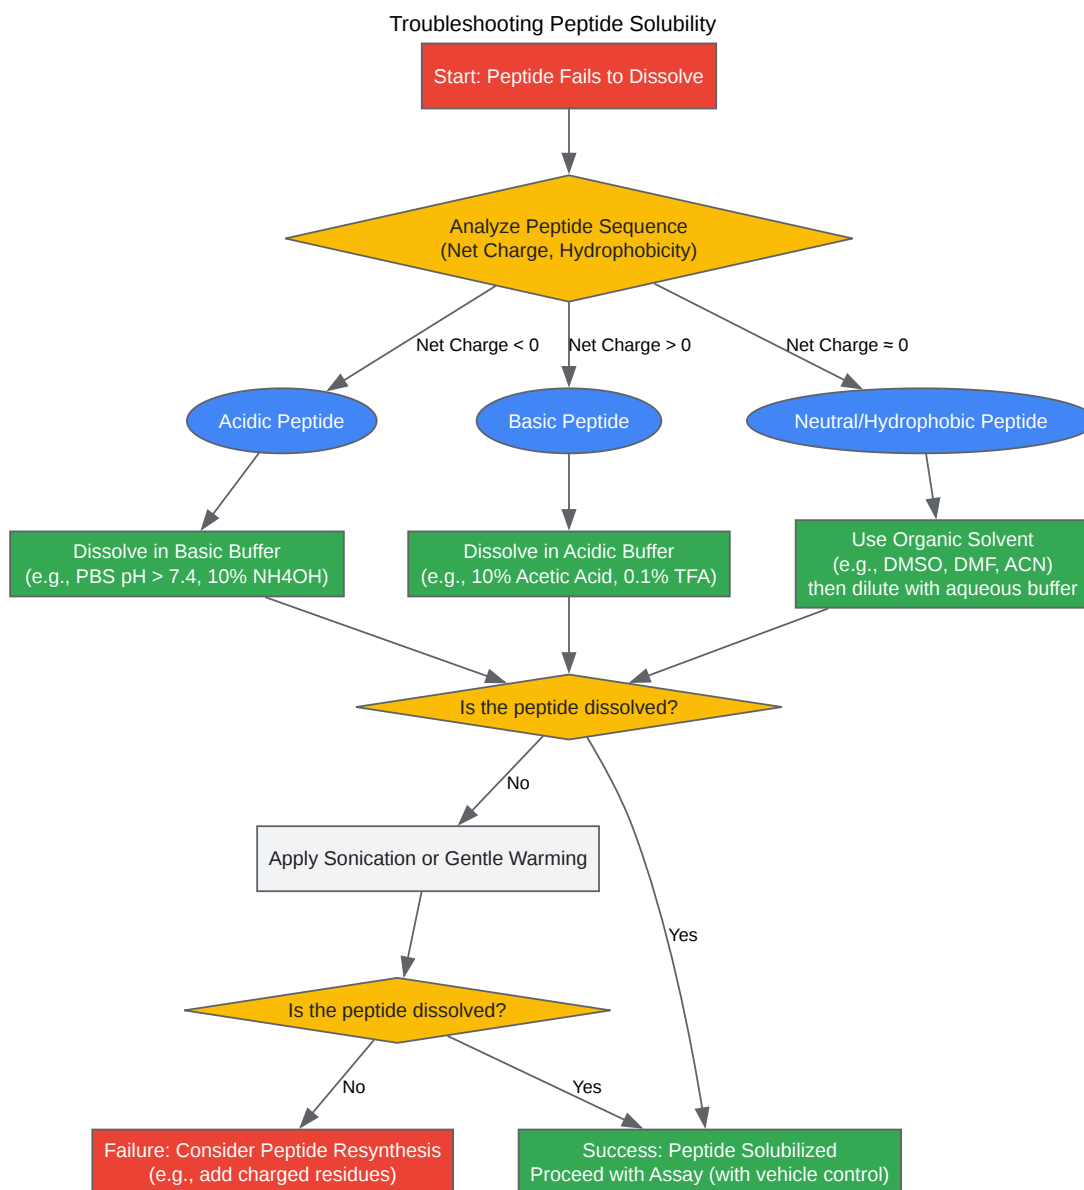 Troubleshooting Peptide Solubility
Start: Peptide Fails to Dissolve
Analyze Peptide Sequence
(Net Charge, Hydrophobicity)
Net Charge < 0
Net Charge > 0
Net Charge ≈ 0
Acidic Peptide
Basic Peptide
Neutral/Hydrophobic Peptide
Dissolve in Basic Buffer
(e.g., PBS pH > 7.4, 10% NH4OH)
Dissolve in Acidic Buffer
(e.g., 10% Acetic Acid, 0.1% TFA)
Use Organic Solvent
(e.g., DMSO, DMF, ACN)
then dilute with aqueous buffer
Is the peptide dissolved?
No
Apply Sonication or Gentle Warming
Yes
Is the peptide dissolved?
No
Yes
Failure: Consider Peptide Resynthesis
(e.g., add charged residues)
Success: Peptide Solubilized
Proceed with Assay (with vehicle control)